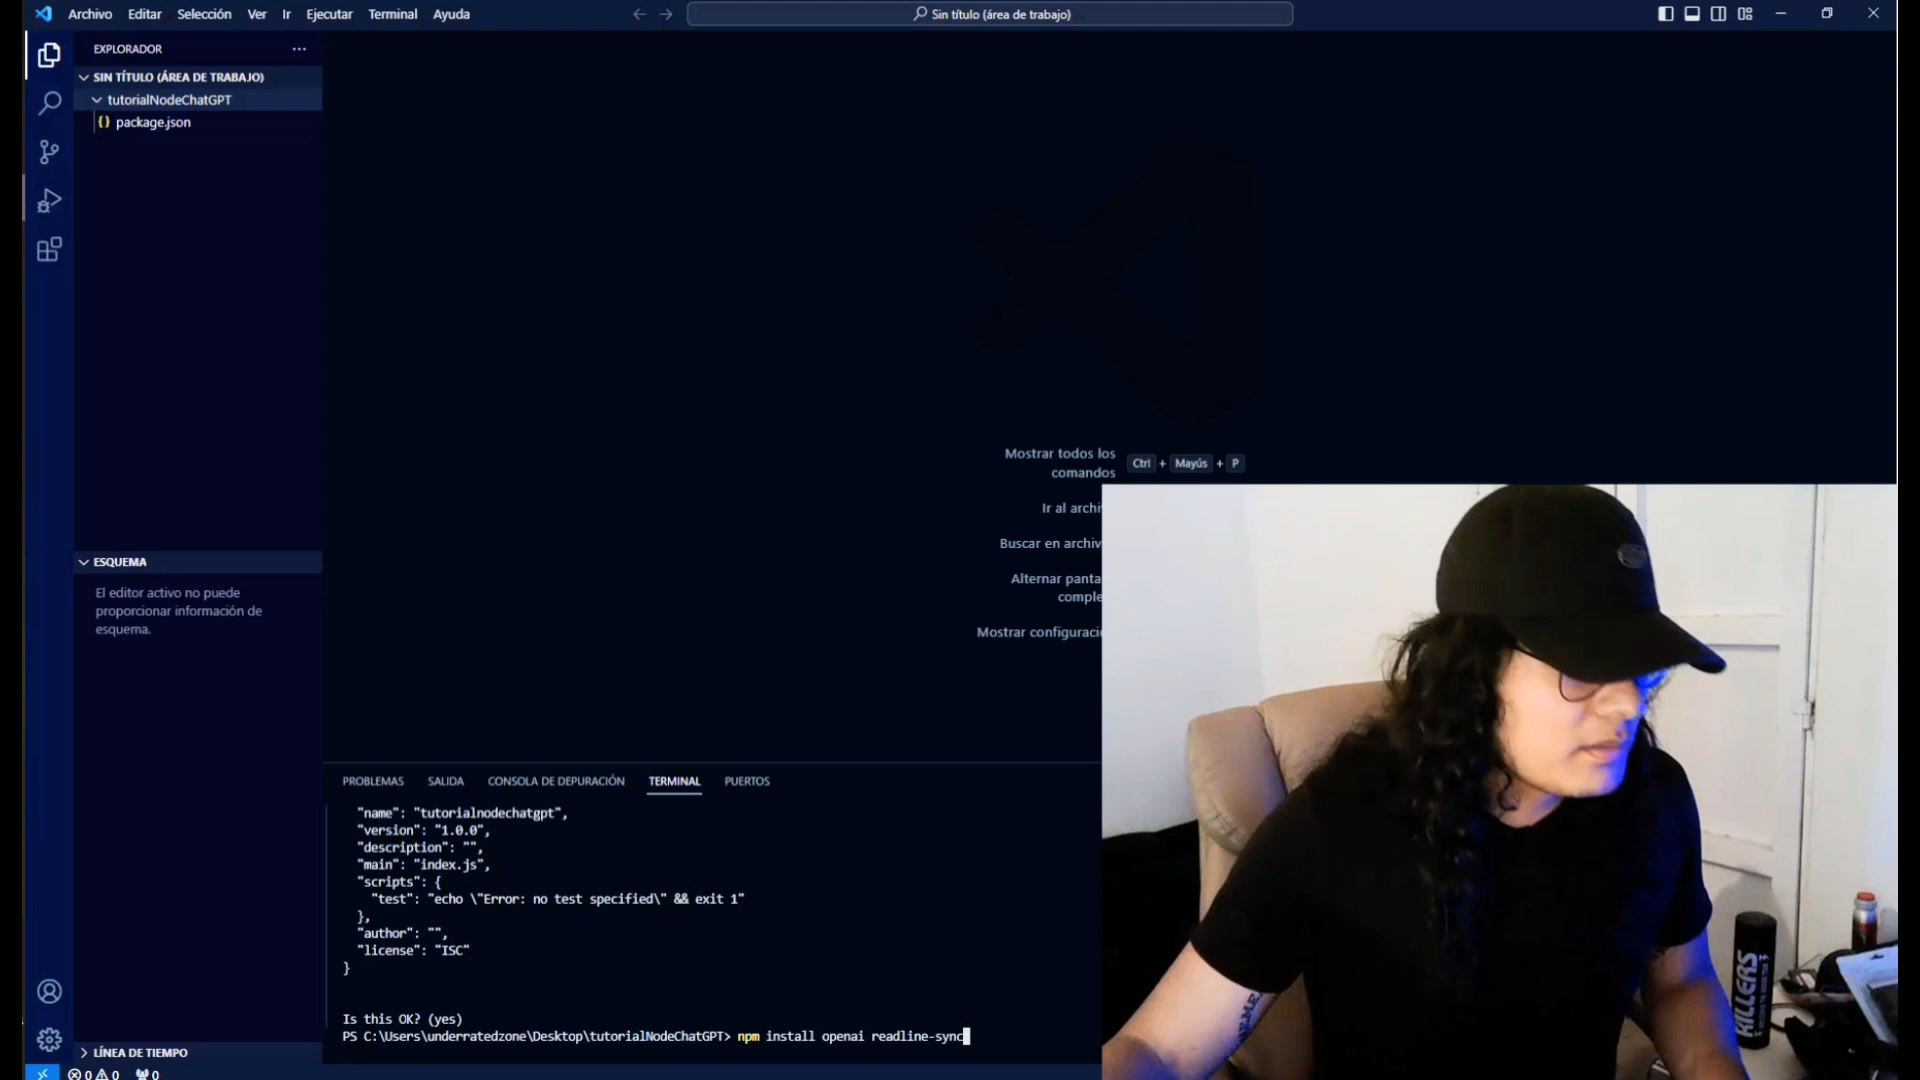 Archivo Editar Selección Ver Ir Ejecutar Terminal Ayuda
Sin título (área de trabajo)
EXPLORADOR
SIN TÍTULO (ÁREA DE TRABAJO)
tutorialNodeChatGPT
{} package.json
Mostrar todos los
comandos
Ctrl + Mayús + P
Ir al archi
Buscar en archiv
Alternar panta
comple
Mostrar configuraci
ESQUEMA
El editor activo no puede
proporcionar información de
esquema.
PROBLEMAS SALIDA CONSOLA DE DEPURACIÓN TERMINAL PUERTOS
"name": "tutorialnodechatgpt",
"version": "1.0.0",
"description": "",
"main": "index.js",
"scripts": {
"test": "echo \"Error: no test specified\" && exit 1"
},
"author": "",
"license": "ISC"
}
Is this OK? (yes)
PS C:\Users\underratedzone\Desktop\tutorialNodeChatGPT> npm install openai readline-sync
LÍNEA DE TIEMPO
0 0 0
KILLERS